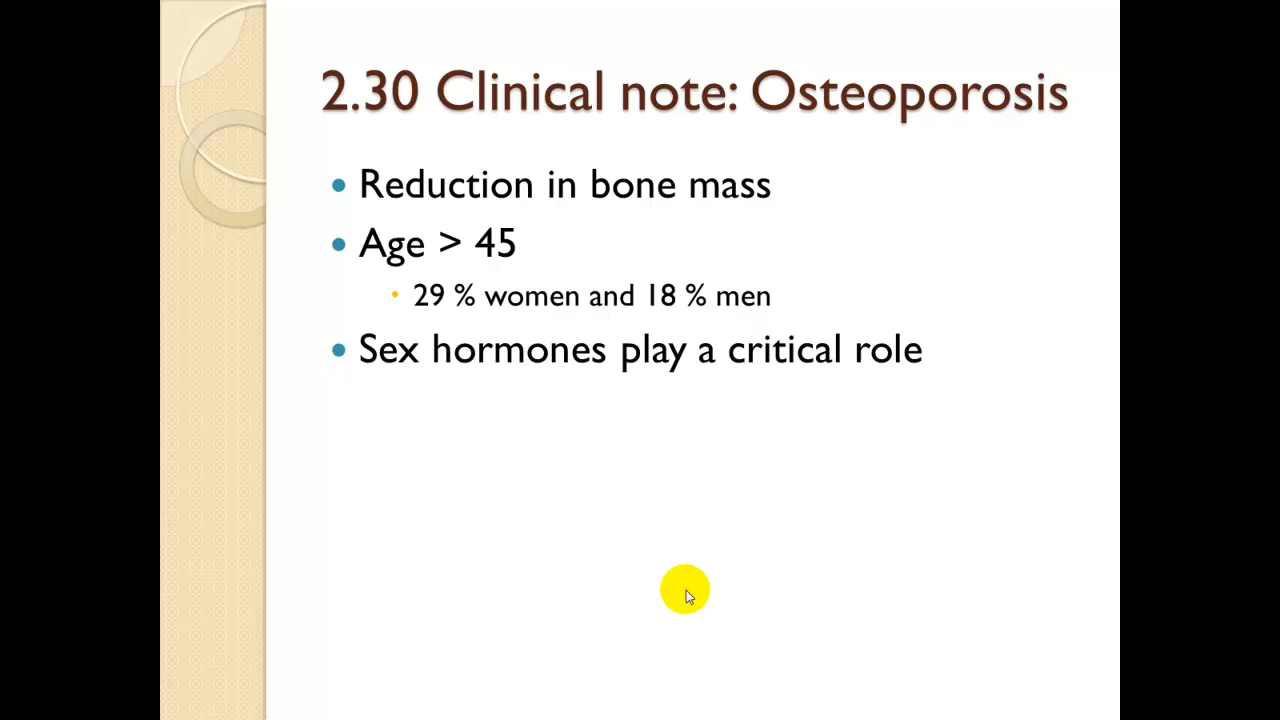 2.30 Clinical note: Osteoporosis
• Reduction in bone mass
• Age > 45
• 29 % women and 18 % men
• Sex hormones play a critical role